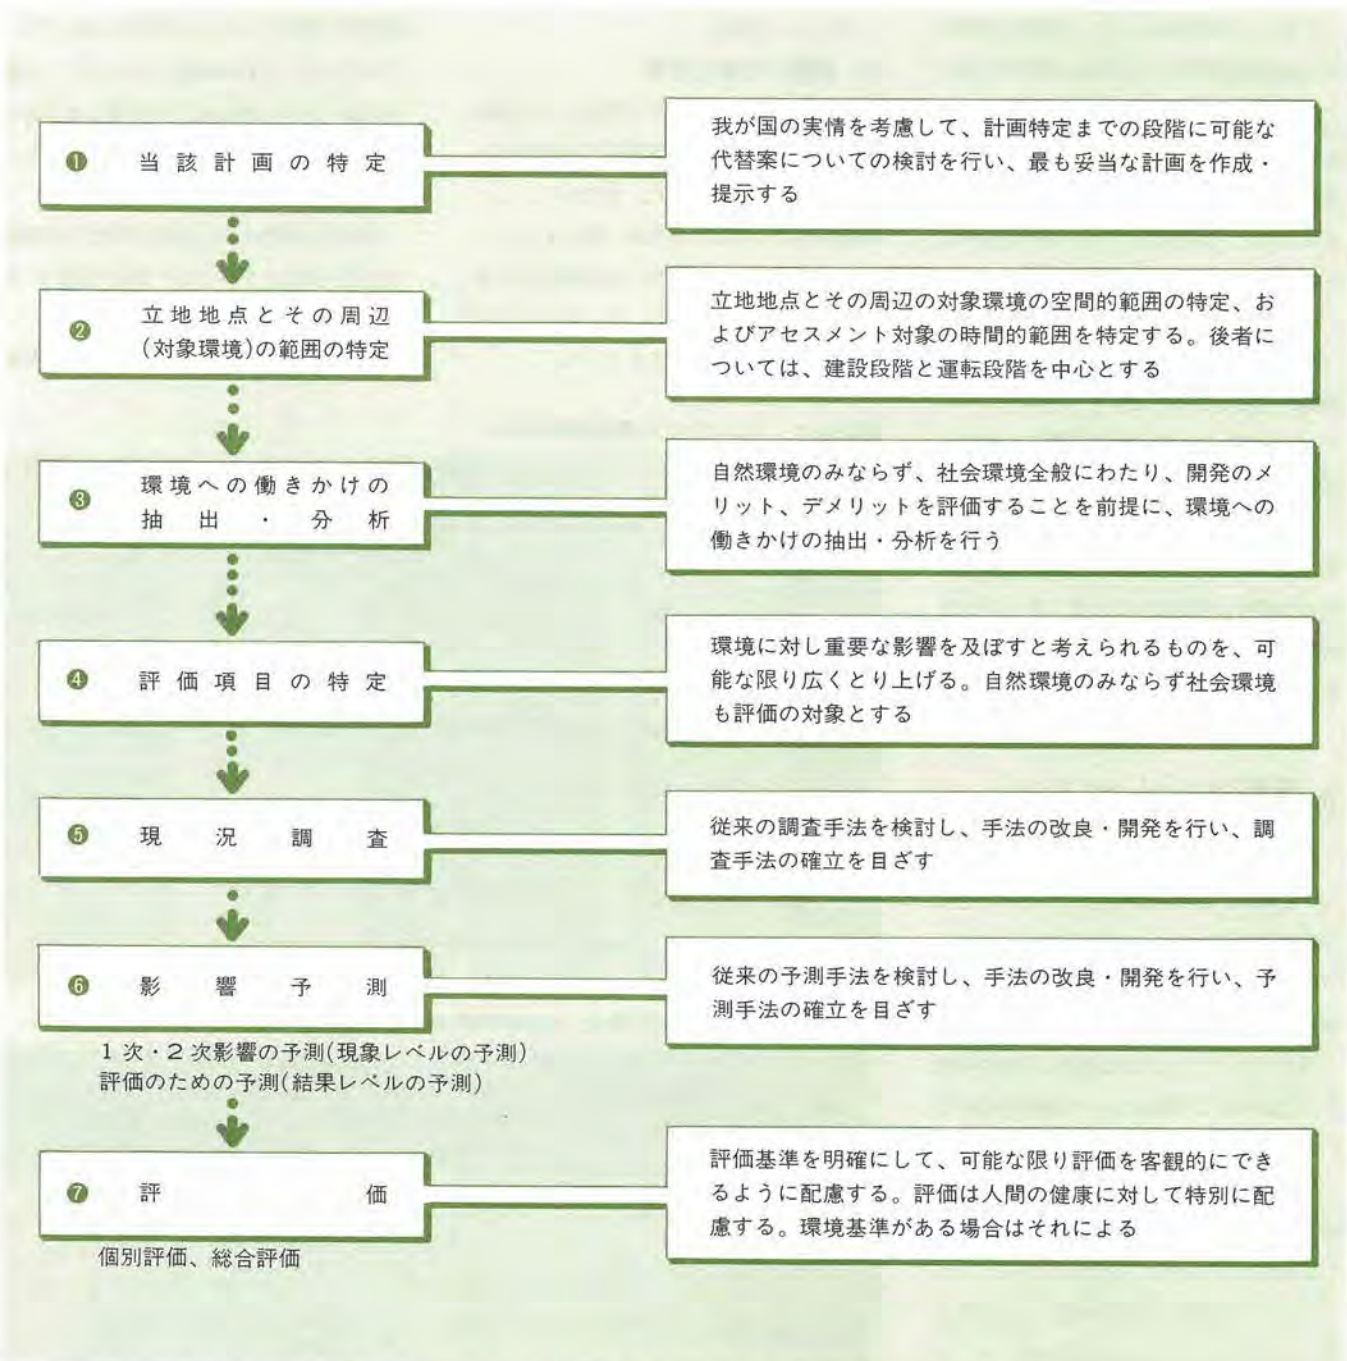 ❶ 当該計画の特定
我が国の実情を考慮して、計画特定までの段階に可能な
代替案についての検討を行い、最も妥当な計画を作成・
提示する
❷ 立地地点とその周辺
(対象環境)の範囲の特定
立地地点とその周辺の対象環境の空間的範囲の特定、お
よびアセスメント対象の時間的範囲を特定する。後者に
ついては、建設段階と運転段階を中心とする
❸ 環境への働きかけの
抽出・分析
自然環境のみならず、社会環境全般にわたり、開発のメ
リット、デメリットを評価することを前提に、環境への
働きかけの抽出・分析を行う
❹ 評価項目の特定
環境に対し重要な影響を及ぼすと考えられるものを、可
能な限り広くとり上げる。自然環境のみならず社会環境
も評価の対象とする
❺ 現況調査
従来の調査手法を検討し、手法の改良・開発を行い、調
査手法の確立を目ざす
❻ 影響予測
従来の予測手法を検討し、手法の改良・開発を行い、予
測手法の確立を目ざす
1次・2次影響の予測(現象レベルの予測)
評価のための予測(結果レベルの予測)
❼ 評価
評価基準を明確にして、可能な限り評価を客観的にでき
るように配慮する。評価は人間の健康に対して特別に配
慮する。環境基準がある場合はそれによる
個別評価、総合評価